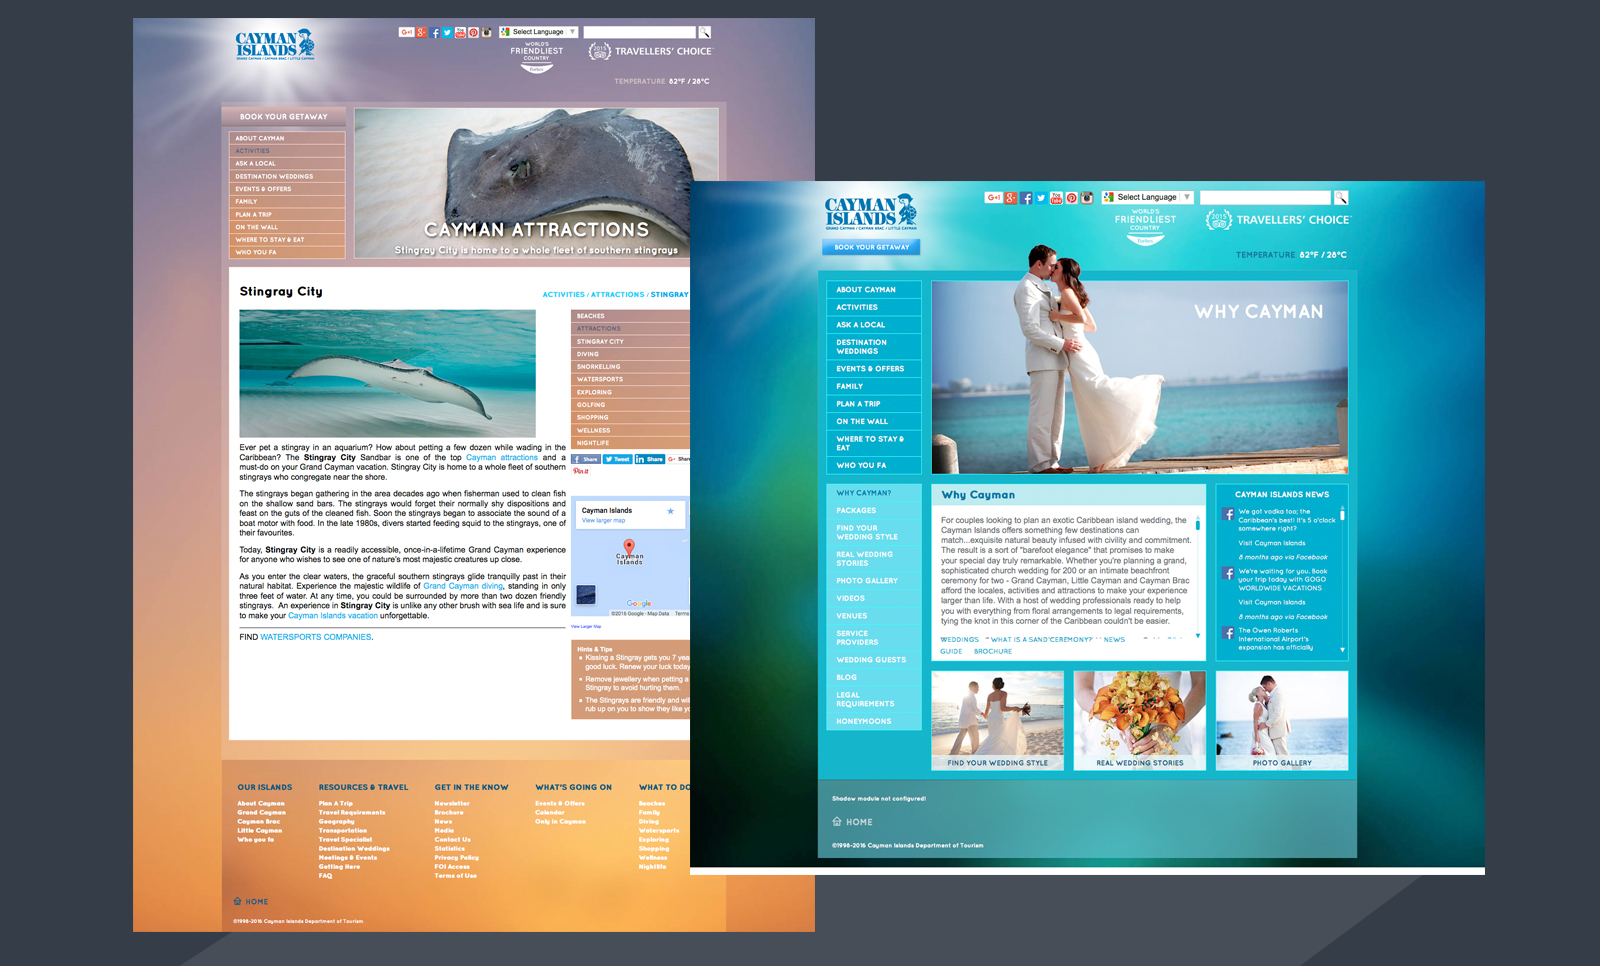 CAYMAN
ISLANDS
GRAND CAYMAN / CAYMAN BRAC / LITTLE CAYMAN
G+1
You
Tube
Select Language
WORLD'S
FRIENDLIEST
COUNTRY
Forbes
2015
TRAVELLERS' CHOICE
TEMPERATURE 82°F / 28°C
BOOK YOUR GETAWAY
ABOUT CAYMAN
ACTIVITIES
ASK A LOCAL
DESTINATION WEDDINGS
EVENTS & OFFERS
FAMILY
PLAN A TRIP
ON THE WALL
WHERE TO STAY & EAT
WHO YOU FA
CAYMAN ATTRACTIONS
Stingray City is home to a whole fleet of southern stingrays
Stingray City
ACTIVITIES / ATTRACTIONS / STINGRAY
BEACHES
ATTRACTIONS
STINGRAY CITY
DIVING
SNORKELLING
WATERSPORTS
EXPLORING
GOLFING
SHOPPING
WELLNESS
NIGHTLIFE
Share
Tweet
Share
Share
Pin it
Ever pet a stingray in an aquarium? How about petting a few dozen while wading in the
Caribbean? The Stingray City Sandbar is one of the top Cayman attractions and a
must-do on your Grand Cayman vacation. Stingray City is home to a whole fleet of southern
stingrays who congregate near the shore.
The stingrays began gathering in the area decades ago when fisherman used to clean fish
on the shallow sand bars. The stingrays would forget their normally shy dispositions and
feast on the guts of the cleaned fish. Soon the stingrays began to associate the sound of a
boat motor with food. In the late 1980s, divers started feeding squid to the stingrays, one of
their favourites.
Today, Stingray City is a readily accessible, once-in-a-lifetime Grand Cayman experience
for anyone who wishes to see one of nature's most majestic creatures up close.
As you enter the clear waters, the graceful southern stingrays glide tranquilly past in their
natural habitat. Experience the majestic wildlife of Grand Cayman diving, standing in only
three feet of water. At any time, you could be surrounded by more than two dozen friendly
stingrays. An experience in Stingray City is unlike any other brush with sea life and is sure
to make your Cayman Islands vacation unforgettable.
FIND WATERSPORTS COMPANIES.
Cayman Islands
View larger map
Cayman
Islands
Google
©2016 Google - Map Data Terms
View Larger Map
Hints & Tips
Kissing a Stingray gets you 7 yea
good luck. Renew your luck today
Remove jewellery when petting a
Stingray to avoid hurting them.
The Stingrays are friendly and wil
rub up on you to show they like yo
OUR ISLANDS
About Cayman
Grand Cayman
Cayman Brac
Little Cayman
Who you fa
RESOURCES & TRAVEL
Plan A Trip
Travel Requirements
Geography
Transportation
Travel Specialist
Destination Weddings
Meetings & Events
Getting Here
FAQ
GET IN THE KNOW
Newsletter
Brochure
News
Media
Contact Us
Statistics
Privacy Policy
FOI Access
Terms of Use
WHAT'S GOING ON
Events & Offers
Calendar
Only in Cayman
WHAT TO DO
Beaches
Family
Diving
Watersports
Exploring
Shopping
Wellness
Nightlife
HOME
©1996-2016 Cayman Islands Department of Tourism
CAYMAN
ISLANDS
GRAND CAYMAN / CAYMAN BRAC / LITTLE CAYMAN
G+1
You
Tube
Select Language
WORLD'S
FRIENDLIEST
COUNTRY
Forbes
2015
TRAVELLERS' CHOICE
TEMPERATURE 82°F / 28°C
BOOK YOUR GETAWAY
ABOUT CAYMAN
ACTIVITIES
ASK A LOCAL
DESTINATION
WEDDINGS
EVENTS & OFFERS
FAMILY
PLAN A TRIP
ON THE WALL
WHERE TO STAY &
EAT
WHO YOU FA
WHY CAYMAN
WHY CAYMAN?
PACKAGES
FIND YOUR
WEDDING STYLE
REAL WEDDING
STORIES
PHOTO GALLERY
VIDEOS
VENUES
SERVICE
PROVIDERS
WEDDING GUESTS
BLOG
LEGAL
REQUIREMENTS
HONEYMOONS
Why Cayman
For couples looking to plan an exotic Caribbean island wedding, the
Cayman Islands offers something few destinations can
match...exquisite natural beauty infused with civility and commitment.
The result is a sort of "barefoot elegance" that promises to make
your special day truly remarkable. Whether you're planning a grand,
sophisticated church wedding for 200 or an intimate beachfront
ceremony for two - Grand Cayman, Little Cayman and Cayman Brac
afford the locales, activities and attractions to make your experience
larger than life. With a host of wedding professionals ready to help
you with everything from floral arrangements to legal requirements,
tying the knot in this corner of the Caribbean couldn't be easier.
WEDDINGS " WHAT IS A SAND CEREMONY?" NEWS
GUIDE BROCHURE
CAYMAN ISLANDS NEWS
We got vodka too; the
Caribbean's best! It's 5 o'clock
somewhere right?
Visit Cayman Islands
8 months ago via Facebook
We're waiting for you. Book
your trip today with GOGO
WORLDWIDE VACATIONS
Visit Cayman Islands
8 months ago via Facebook
The Owen Roberts
International Airport's
expansion has officially
FIND YOUR WEDDING STYLE
REAL WEDDING STORIES
PHOTO GALLERY
Shadow module not configured!
HOME
©1996-2016 Cayman Islands Department of Tourism